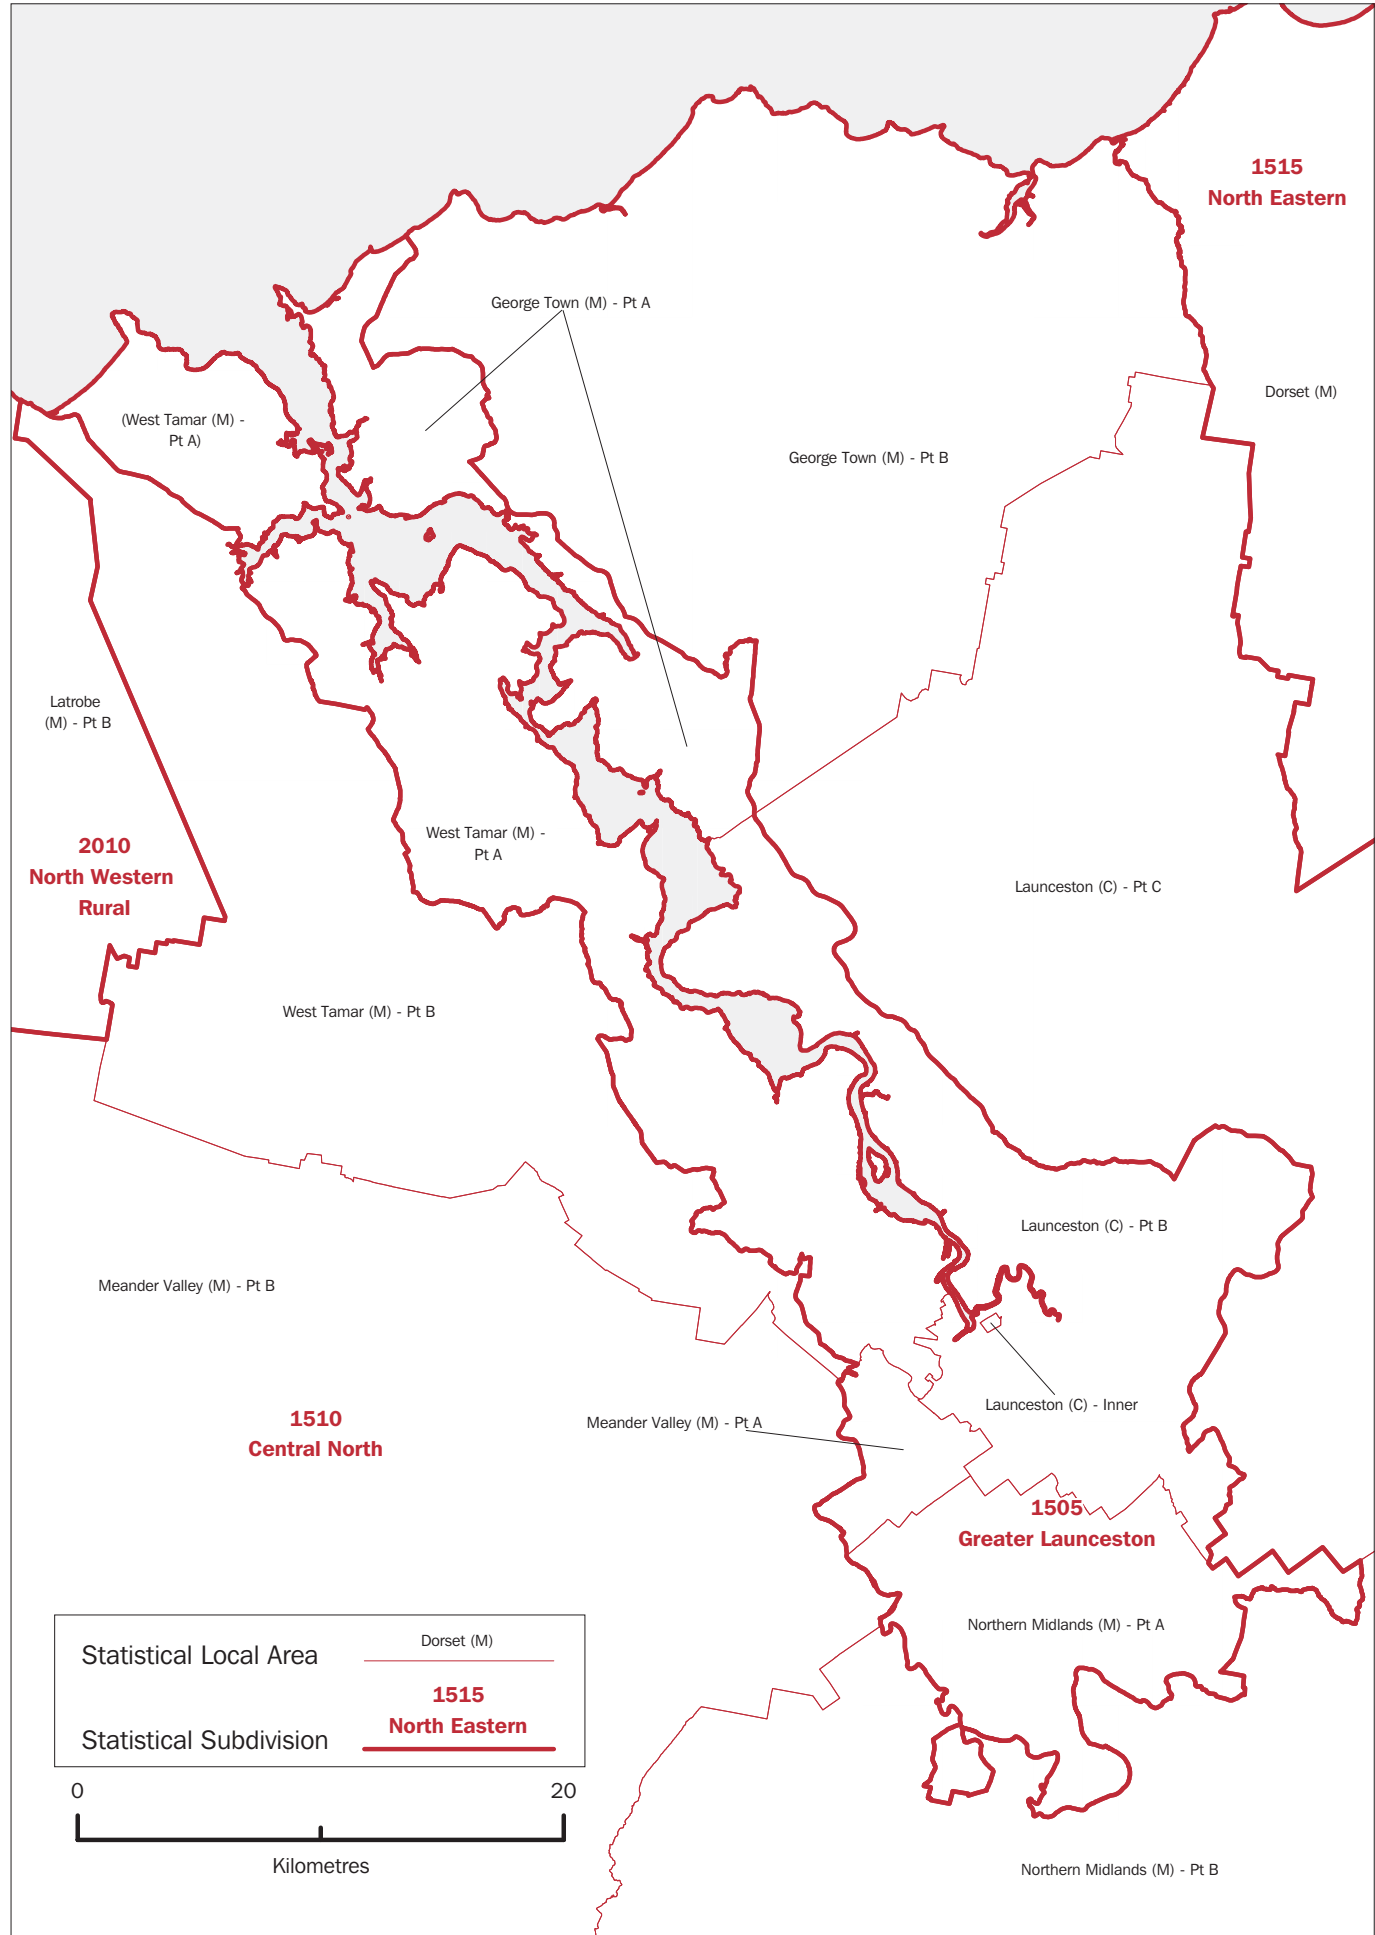 1515
North Eastern
George Town (M) - Pt A
Dorset (M)
(West Tamar (M) -
Pt A)
George Town (M) - Pt B
Latrobe
(M) - Pt B
West Tamar (M) -
Pt A
2010
North Western
Rural
Launceston (C) - Pt C
West Tamar (M) - Pt B
Launceston (C) - Pt B
Meander Valley (M) - Pt B
Launceston (C) - Inner
1510
Central North
Meander Valley (M) - Pt A
1505
Greater Launceston
Northern Midlands (M) - Pt A
Statistical Local Area
Dorset (M)
1515
North Eastern
Statistical Subdivision
0
20
Kilometres
Northern Midlands (M) - Pt B